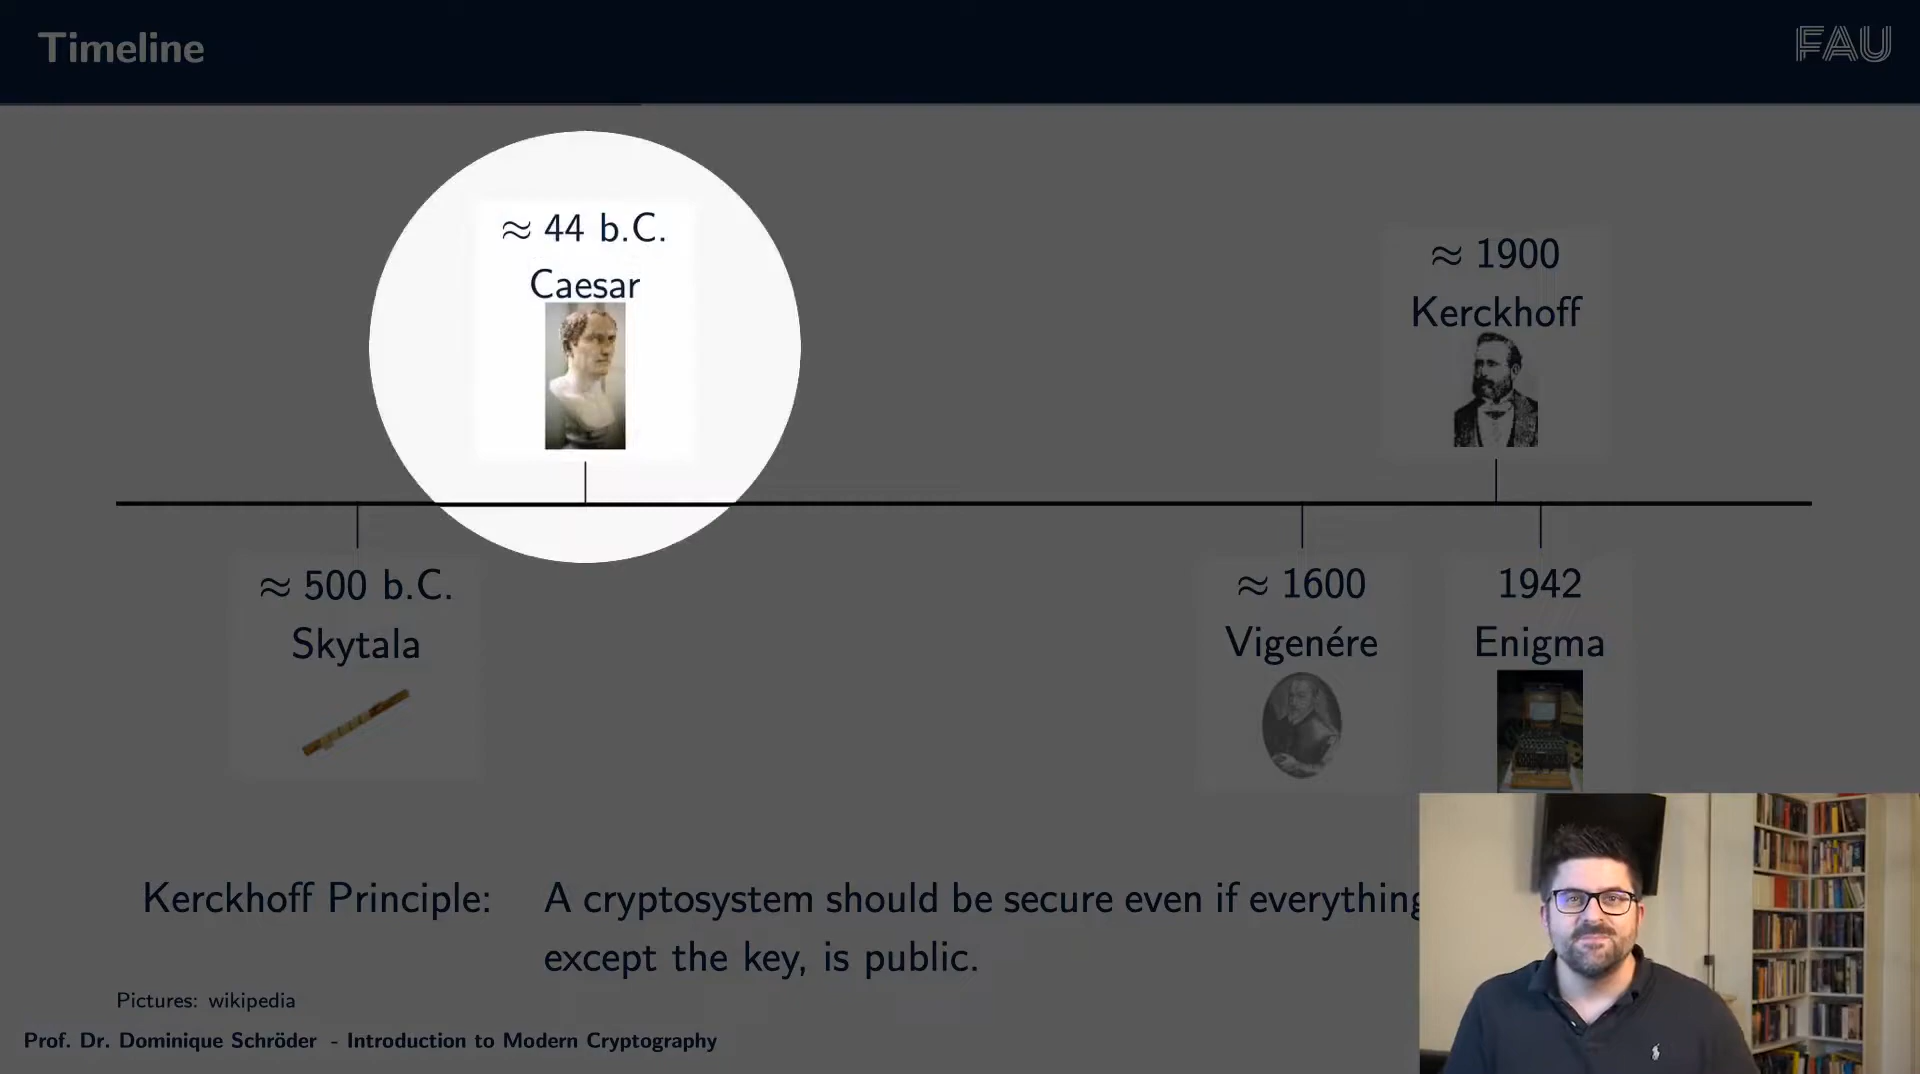 Timeline
FAU
≈ 44 b.C.
Caesar
≈ 1900
Kerckhoff
≈ 500 b.C.
Skytala
≈ 1600
Vigenére
1942
Enigma
Kerckhoff Principle: A cryptosystem should be secure even if everything
except the key, is public.
Pictures: wikipedia
Prof. Dr. Dominique Schröder - Introduction to Modern Cryptography